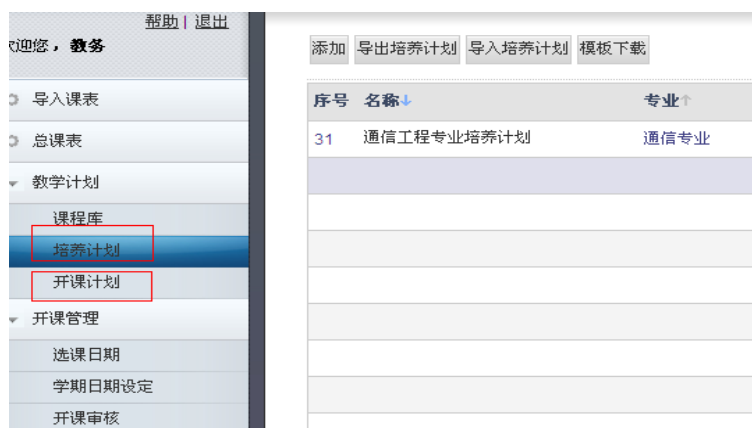 帮助 | 退出
欢迎您，教务
导入课表
总课表
教学计划
课程库
培养计划
开课计划
开课管理
选课日期
学期日期设定
开课审核
添加 导出培养计划 导入培养计划 模板下载
序号 名称↓ 专业↑
31 通信工程专业培养计划 通信专业